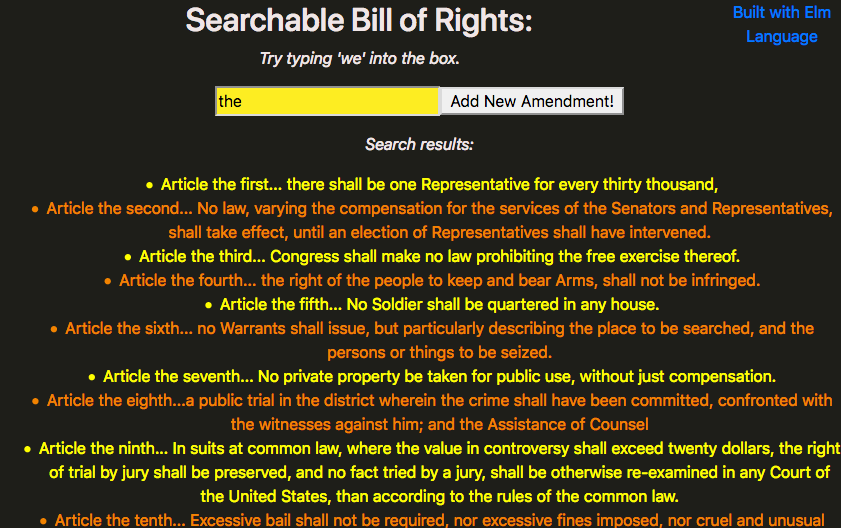 Searchable Bill of Rights:
Built with Elm
Language
Try typing 'we' into the box.
the
Add New Amendment!
Search results:
• Article the first... there shall be one Representative for every thirty thousand,
• Article the second... No law, varying the compensation for the services of the Senators and Representatives,
shall take effect, until an election of Representatives shall have intervened.
• Article the third... Congress shall make no law prohibiting the free exercise thereof.
• Article the fourth... the right of the people to keep and bear Arms, shall not be infringed.
• Article the fifth... No Soldier shall be quartered in any house.
• Article the sixth... no Warrants shall issue, but particularly describing the place to be searched, and the
persons or things to be seized.
• Article the seventh... No private property be taken for public use, without just compensation.
• Article the eighth...a public trial in the district wherein the crime shall have been committed, confronted with
the witnesses against him; and the Assistance of Counsel
• Article the ninth... In suits at common law, where the value in controversy shall exceed twenty dollars, the right
of trial by jury shall be preserved, and no fact tried by a jury, shall be otherwise re-examined in any Court of
the United States, than according to the rules of the common law.
• Article the tenth... Excessive bail shall not be required, nor excessive fines imposed, nor cruel and unusual